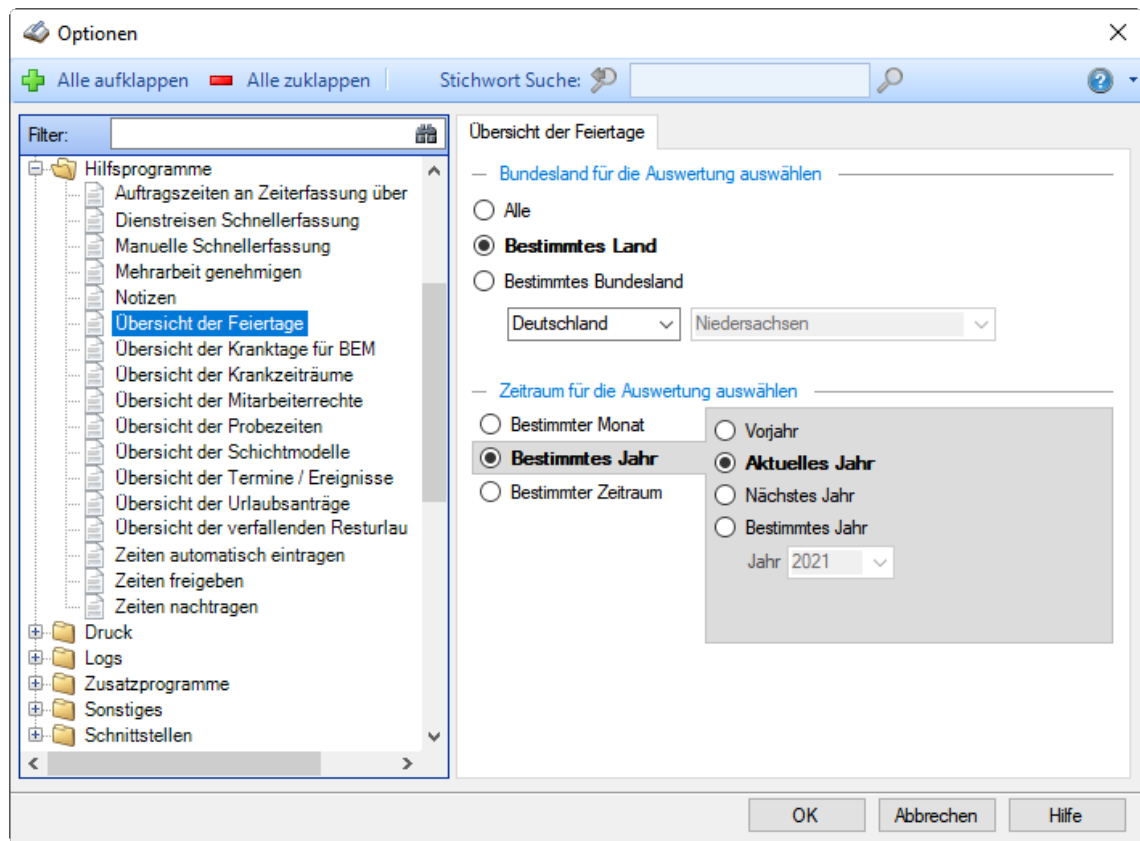 Optionen
Alle aufklappen Alle zuklappen Stichwort Suche:
Filter:
Hilfsprogramme
Auftragszeiten an Zeiterfassung über
Dienstreisen Schnellerfassung
Manuelle Schnellerfassung
Mehrarbeit genehmigen
Notizen
Übersicht der Feiertage
Übersicht der Kranktage für BEM
Übersicht der Krankzeiträume
Übersicht der Mitarbeiterrechte
Übersicht der Probezeiten
Übersicht der Schichtmodelle
Übersicht der Termine / Ereignisse
Übersicht der Urlaubsanträge
Übersicht der verfallenden Resturlau
Zeiten automatisch eintragen
Zeiten freigeben
Zeiten nachtragen
Druck
Logs
Zusatzprogramme
Sonstiges
Schnittstellen
Übersicht der Feiertage
Bundesland für die Auswertung auswählen
Alle
Bestimmtes Land
Bestimmtes Bundesland
Deutschland Niedersachsen
Zeitraum für die Auswertung auswählen
Bestimmter Monat
Bestimmtes Jahr
Bestimmter Zeitraum
Vorjahr
Aktuelles Jahr
Nächstes Jahr
Bestimmtes Jahr
Jahr 2021
OK Abbrechen Hilfe